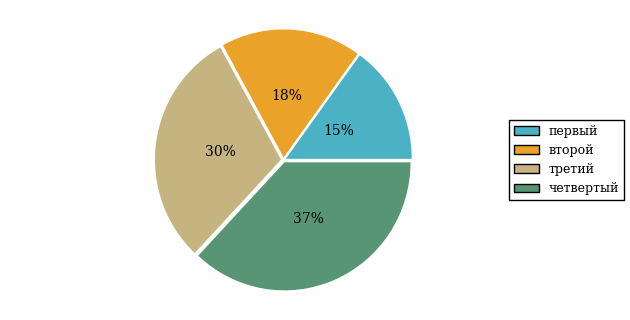 18%
15%
30%
37%
первый
второй
третий
четвертый